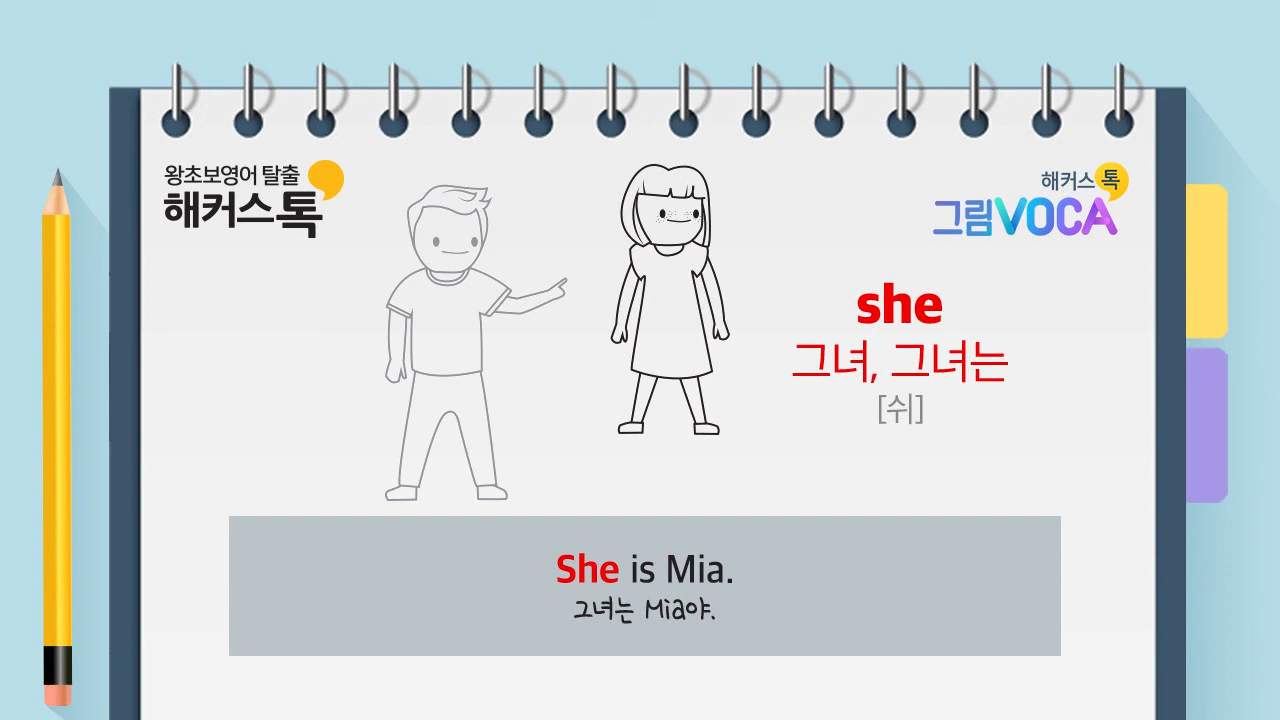 왕초보영어 탈출
해커스톡
해커스톡
그림VOCA
she
그녀, 그녀는
[쉬]
She is Mia.
그녀는 Mia야.